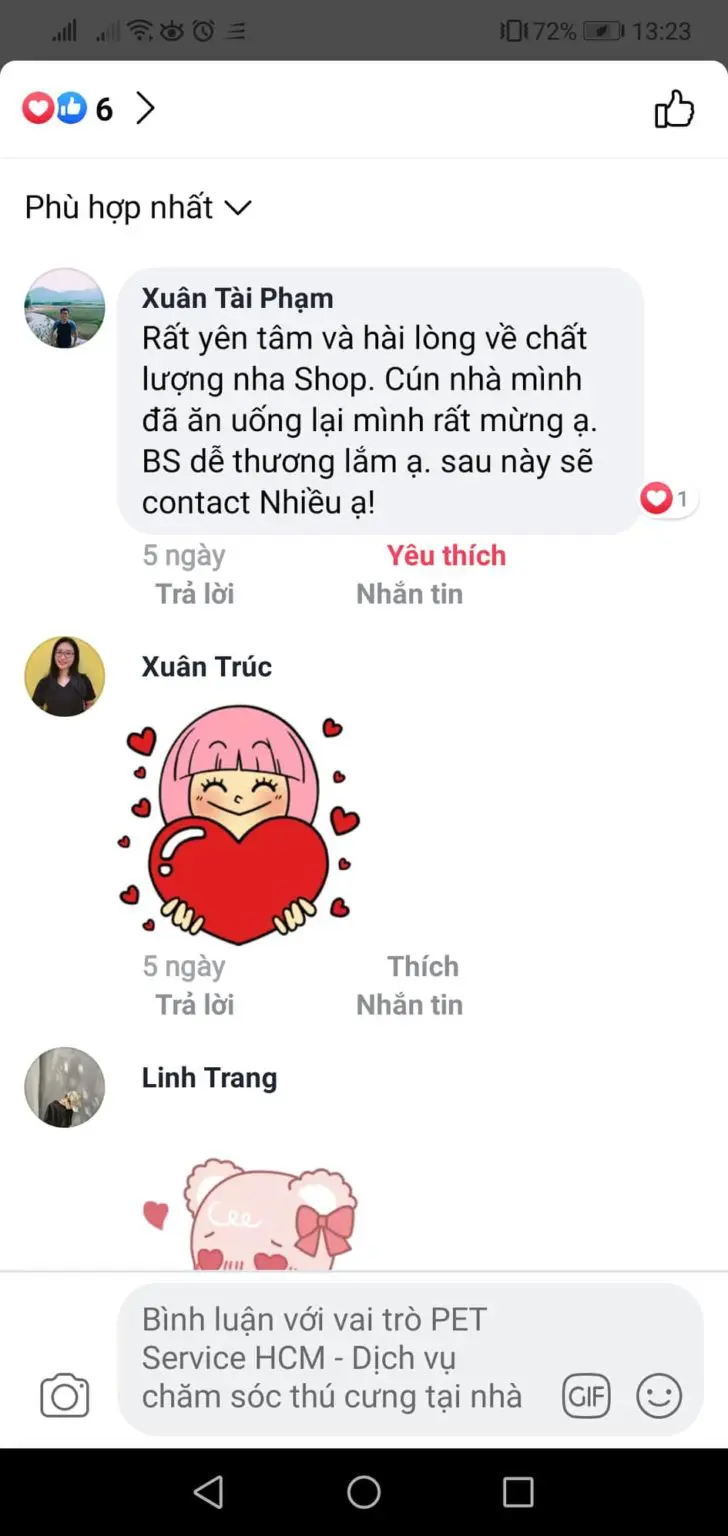 72% 13:23
6
Phù hợp nhất
Xuân Tài Phạm
Rất yên tâm và hài lòng về chất
lượng nha Shop. Cún nhà mình
đã ăn uống lại mình rất mừng ạ.
BS dễ thương lắm ạ. sau này sẽ
contact Nhiều ạ!
1
5 ngày Yêu thích
Trả lời Nhắn tin
Xuân Trúc
5 ngày Thích
Trả lời Nhắn tin
Linh Trang
Cee
Bình luận với vai trò PET
Service HCM - Dịch vụ
chăm sóc thú cưng tại nhà
GIF